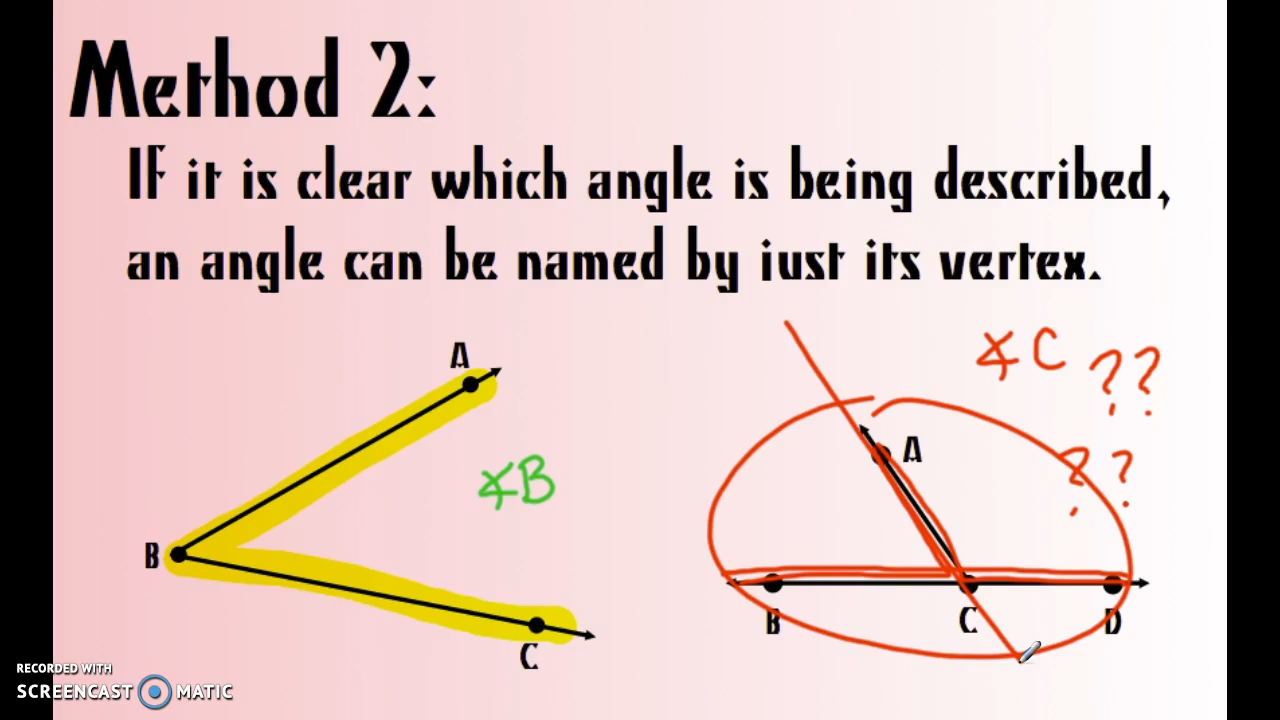 Method 2:
If it is clear which angle is being described,
an angle can be named by just its vertex.
A
∡C ??
A
? ?
∡B
B
B C D
C
RECORDED WITH
SCREENCAST MATIC